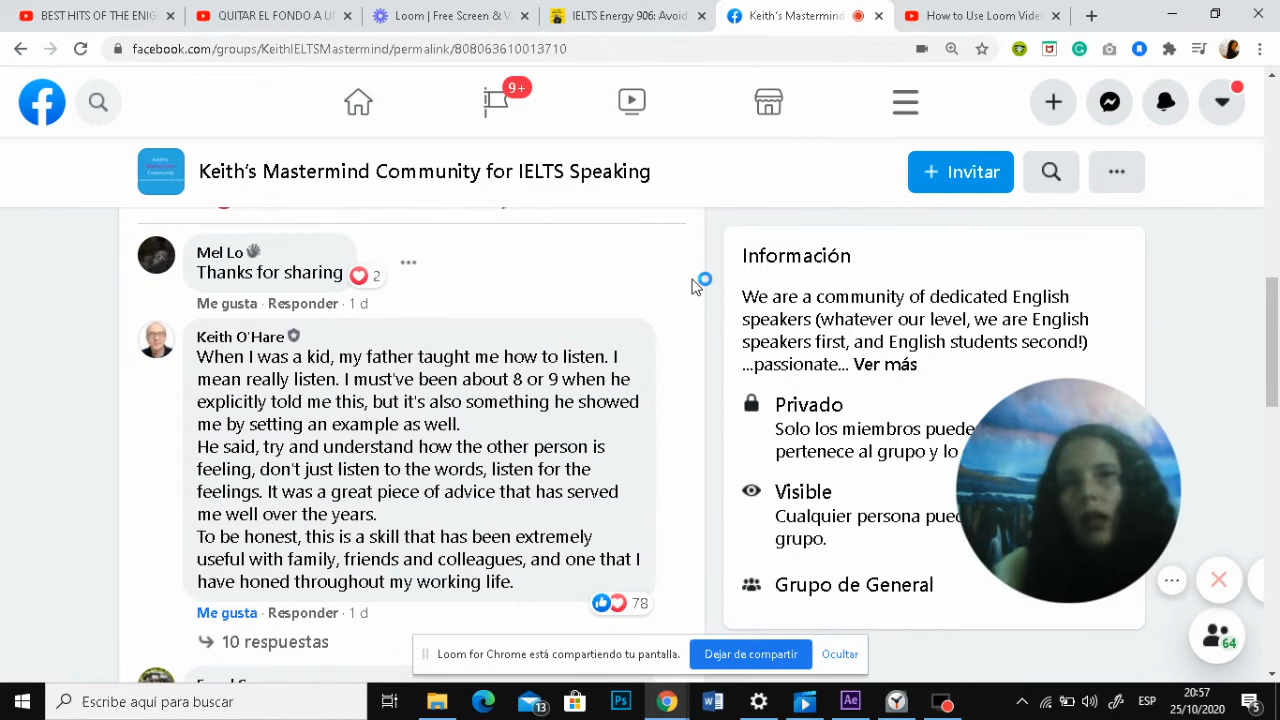 BEST HITS OF THE ENIG
QUITAR EL FONDO A U
Loom | Free Screen & V
IELTS Energy 906: Avoid
Keith's Mastermind
How to Use Loom Video
facebook.com/groups/KeithIELTSMastermind/permalink/8080636610013710
9+
Keith's Mastermind Community for IELTS Speaking
Invitar
Mel Lo
Thanks for sharing
2
Me gusta · Responder · 1 d
Keith O'Hare
When I was a kid, my father taught me how to listen. I
mean really listen. I must've been about 8 or 9 when he
explicitly told me this, but it's also something he showed
me by setting an example as well.
He said, try and understand how the other person is
feeling, don't just listen to the words, listen for the
feelings. It was a great piece of advice that has served
me well over the years.
To be honest, this is a skill that has been extremely
useful with family, friends and colleagues, and one that I
have honed throughout my working life.
78
Me gusta · Responder · 1 d
10 respuestas
Información
We are a community of dedicated English
speakers (whatever our level, we are English
speakers first, and English students second!)
...passionate... Ver más
Privado
Solo los miembros puede
pertenece al grupo y lo
Visible
Cualquier persona pue
grupo.
Grupo de General
64
Loom for Chrome está compartiendo tu pantalla.
Dejar de compartir
Ocultar
Escribe aquí para buscar
13
ESP
20:57
25/10/2020
5